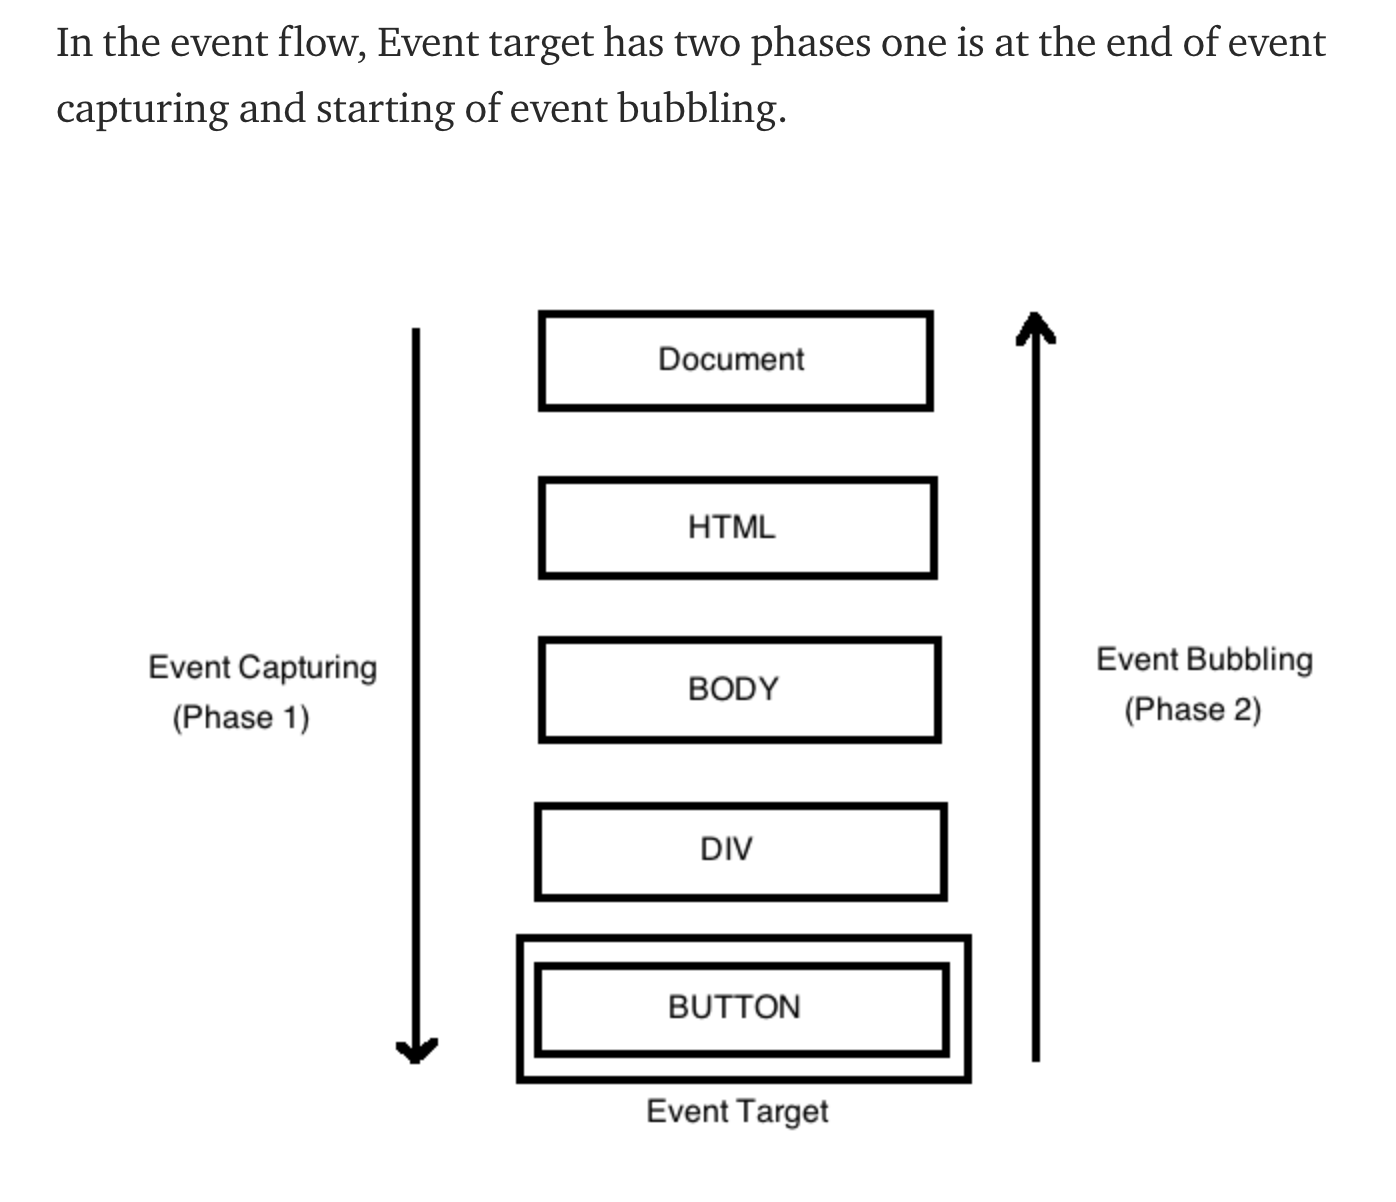 In the event flow, Event target has two phases one is at the end of event
capturing and starting of event bubbling.
Document
HTML
Event Capturing
(Phase 1)
BODY
Event Bubbling
(Phase 2)
DIV
BUTTON
Event Target